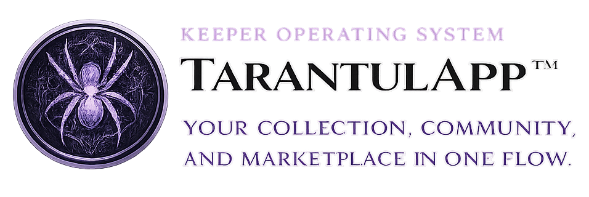 KEEPER OPERATING SYSTEM
TARANTULAPP™
YOUR COLLECTION, COMMUNITY,
AND MARKETPLACE IN ONE FLOW.